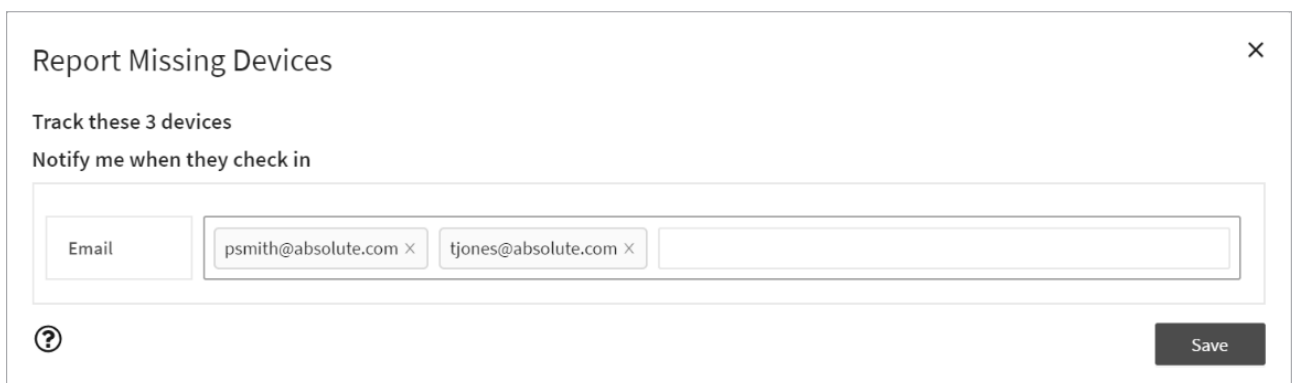 Report Missing Devices
Track these 3 devices
Notify me when they check in
Email psmith@absolute.com × tjones@absolute.com ×
Save